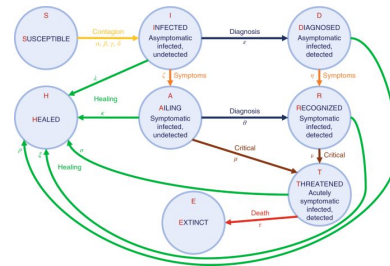 S
SUSCEPTIBLE
Contagion
α, β, γ, δ
I
INFECTED
Asymptomatic
infected,
undetected
Diagnosis
ε
D
DIAGNOSED
Asymptomatic
infected,
detected
λ
ζ
Symptoms
η
Symptoms
H
HEALED
Healing
κ
A
AILING
Symptomatic
infected,
undetected
Diagnosis
θ
R
RECOGNIZED
Symptomatic
infected,
detected
Critical
μ
ν
Critical
ρ
ξ
σ
Healing
T
THREATENED
Acutely
symptomatic
infected,
detected
E
EXTINCT
Death
τ